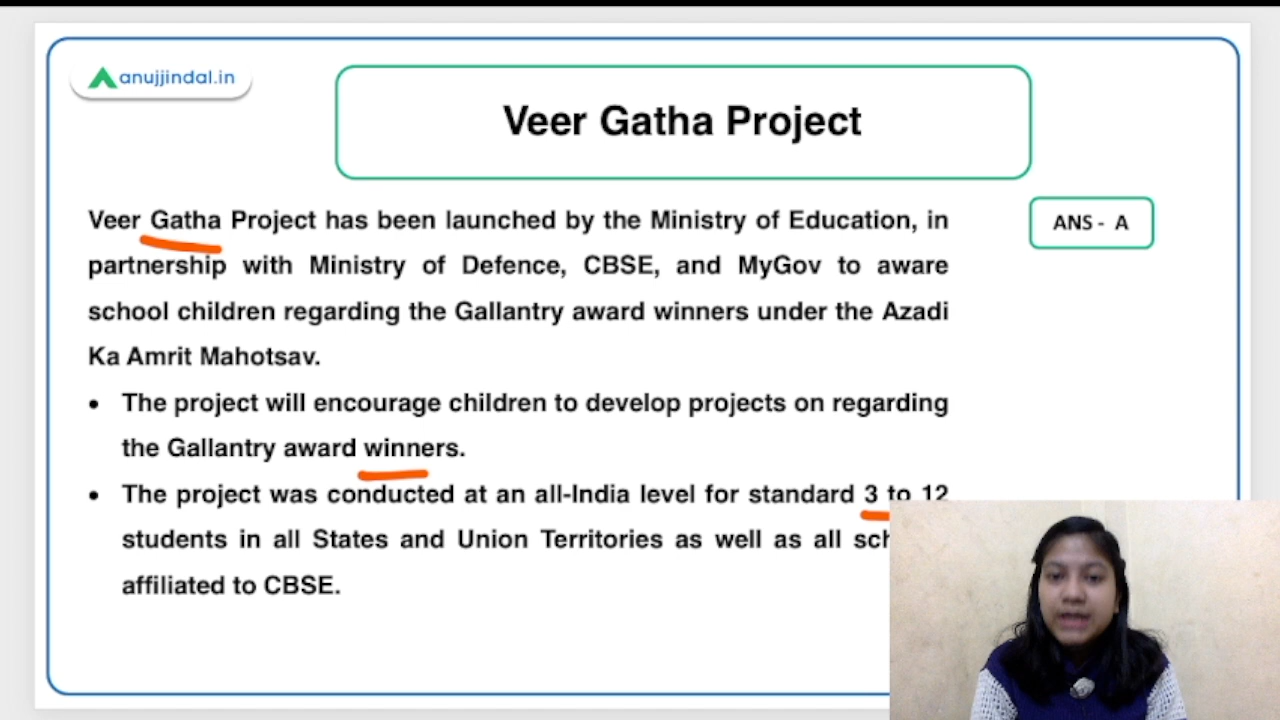 anujjindal.in
Veer Gatha Project
Veer Gatha Project has been launched by the Ministry of Education, in
partnership with Ministry of Defence, CBSE, and MyGov to aware
school children regarding the Gallantry award winners under the Azadi
Ka Amrit Mahotsav.
ANS - A
• The project will encourage children to develop projects on regarding
the Gallantry award winners.
• The project was conducted at an all-India level for standard 3 to 12
students in all States and Union Territories as well as all
affiliated to CBSE.